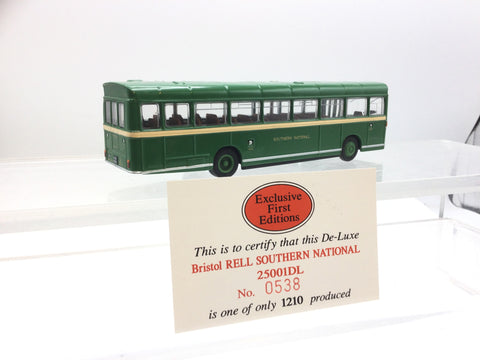 SOUTHERN NATIONAL
Exclusive
First
Editions
This is to certify that this De-Luxe
Bristol RELL SOUTHERN NATIONAL
25001DL
No. 0538
is one of only 1210 produced